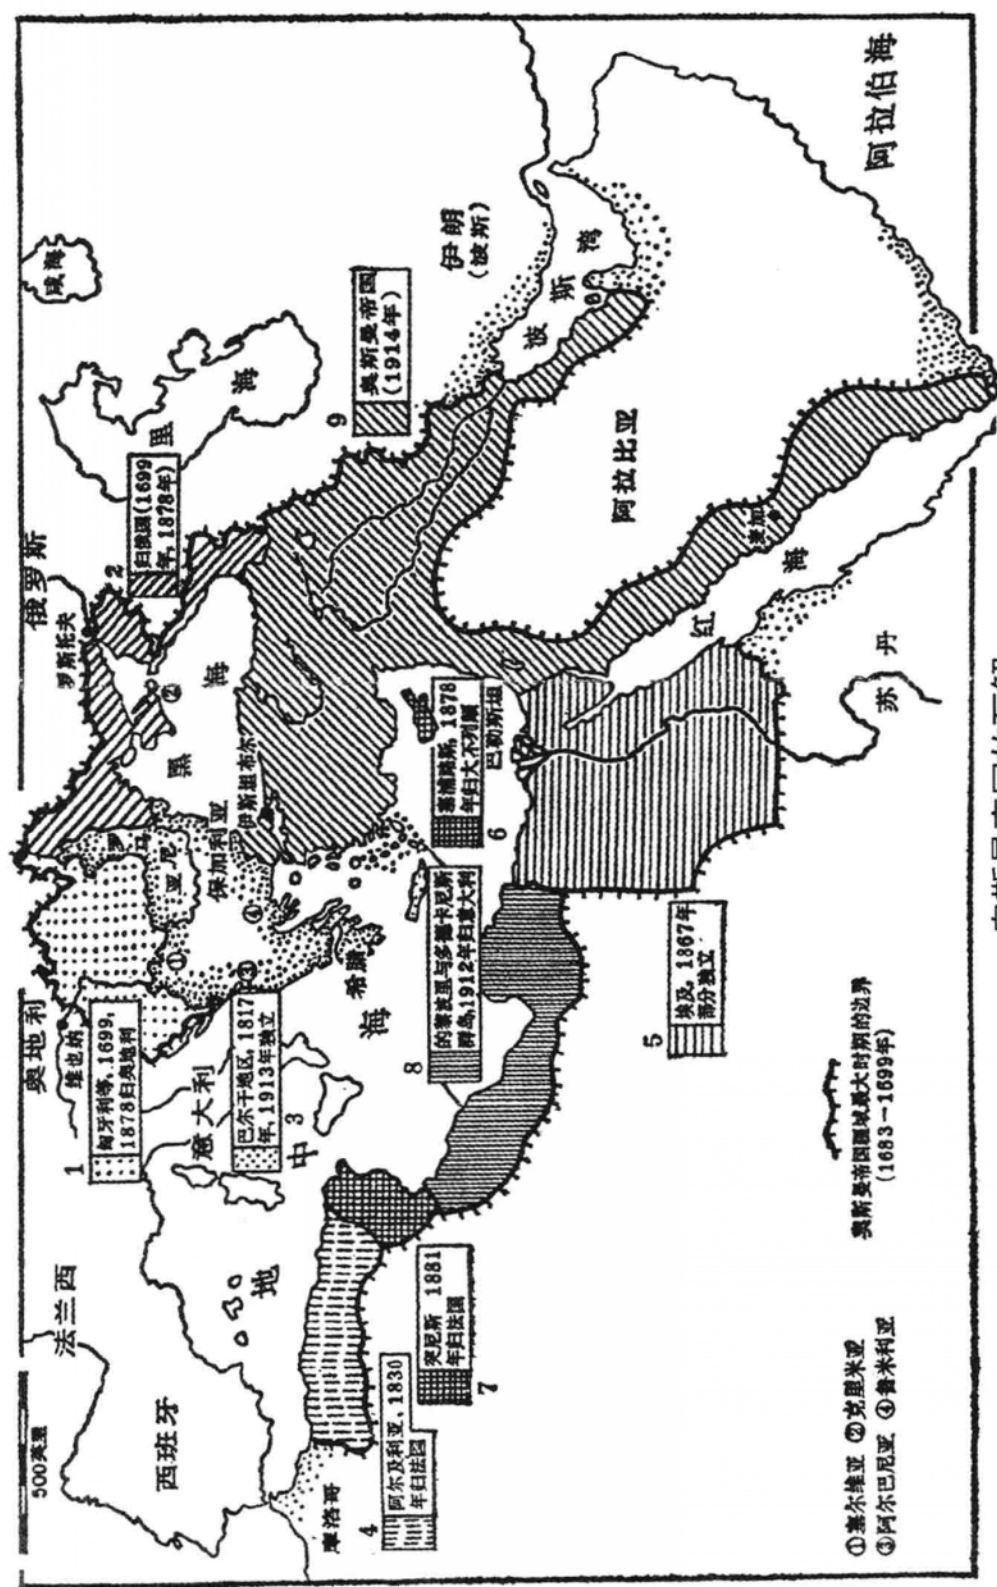 500英里
法兰西
西班牙
摩洛哥
奥地利
维也纳
意大利
俄罗斯
罗斯托夫
咸海
里
海
黑
海
马
尼
亚
保加利亚
伊斯坦布尔
希腊
地
中
海
巴勒斯坦
伊朗
(波斯)
波
斯
湾
阿拉比亚
阿拉伯海
麦加
红
海
苏
丹
①
②
③
④
1
匈牙利等,1699,
1878归奥地利
2
归俄国(1699
年,1878年)
3
巴尔干地区,1817
年,1913年独立
4
阿尔及利亚,1830
年归法国
5
埃及,1867年
部分独立
6
塞浦路斯,1878
年归大不列颠
7
突尼斯 1881
年归法国
8
的黎波里与多德卡尼斯
群岛,1912年归意大利
9
奥斯曼帝国
(1914年)
①塞尔维亚 ②克里米亚
③阿尔巴尼亚 ④鲁米利亚
奥斯曼帝国疆域最大时期的边界
(1683-1699年)